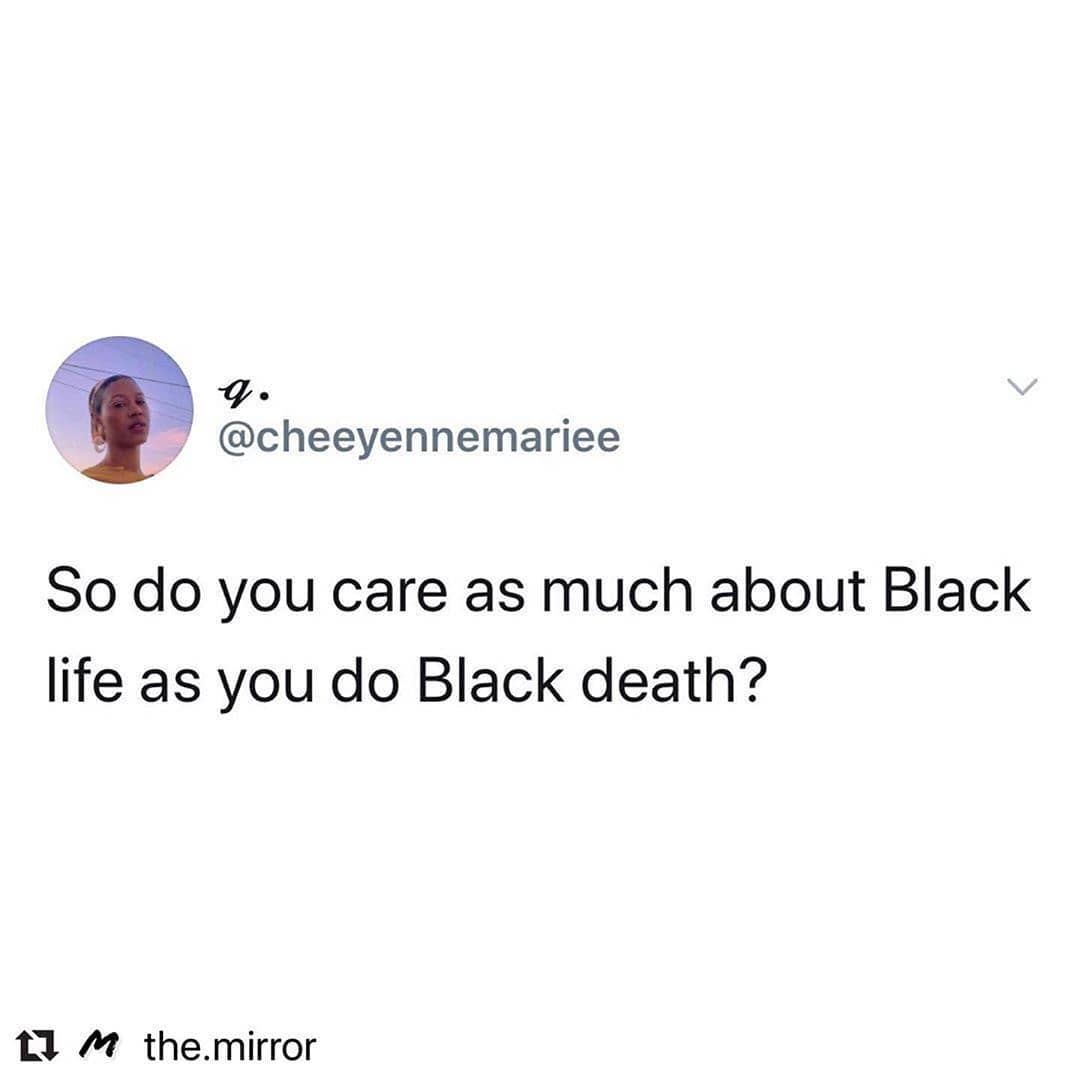 q.
@cheeyennemariee
So do you care as much about Black
life as you do Black death?
the.mirror